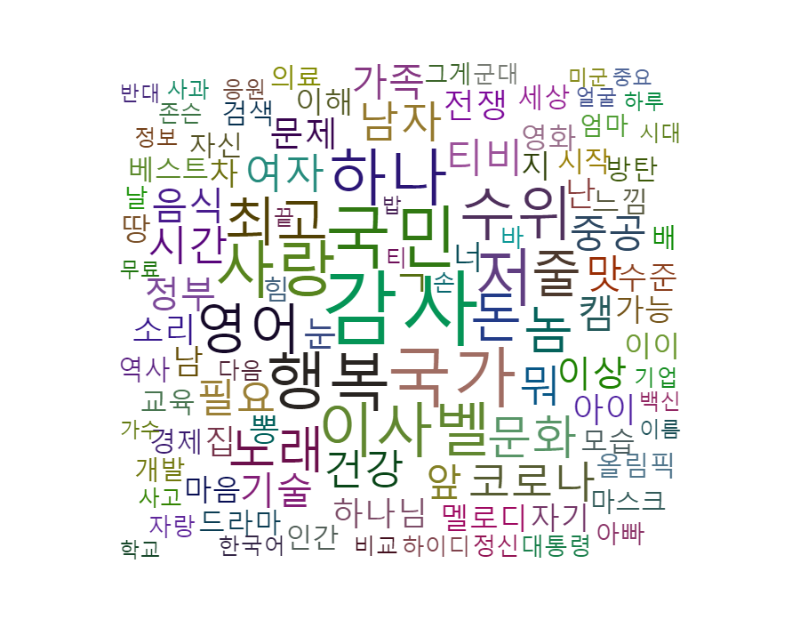 반대 사과 응원 의료 가족 그게 군대 미군 중요
존슨 검색 이해 전쟁 세상 얼굴 하루
정보 자신 문제 남자 영화 엄마 시대
베스트 차 여자 하나 티비 지 시작 방탄
날 음식 최고 끝 밥 국민 수위 난 느낌
땅 시간 사랑 티 너 바 중공 배
무료 정부 힘 감사 그 손 저 줄 맛 수준
소리 영어 눈 돈 놈 캠 가능
역사 남 다음 행복 국가 뭐 이상 이이 기업
교육 필요 뽕 이사벨 문화 아이 백신
가수 경제 집 노래 모습 이름
개발 마음 기술 건강 앞 코로나 올림픽
사고 하나님 멜로디 자기 마스크
자랑 드라마 인간 아빠
학교 한국어 비교 하이디 정신 대통령